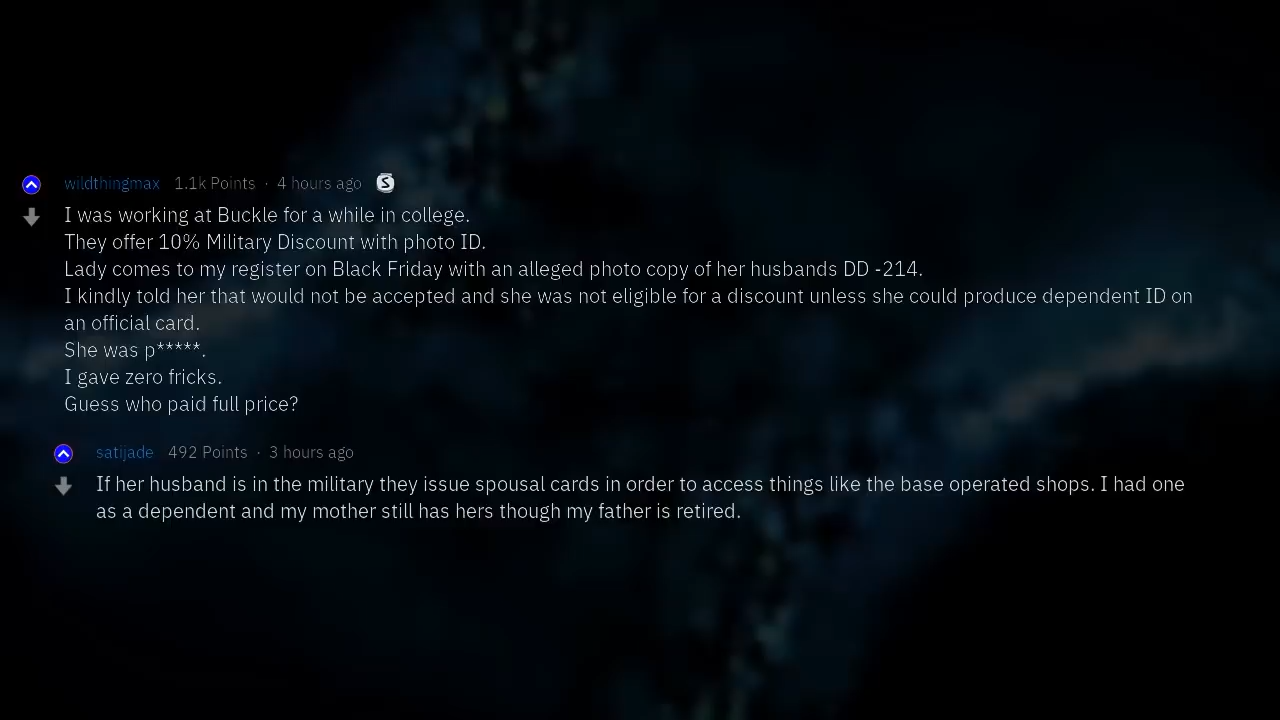 wildthingmax 1.1k Points · 4 hours ago S
I was working at Buckle for a while in college.
They offer 10% Military Discount with photo ID.
Lady comes to my register on Black Friday with an alleged photo copy of her husbands DD -214.
I kindly told her that would not be accepted and she was not eligible for a discount unless she could produce dependent ID on
an official card.
She was p*****.
I gave zero fricks.
Guess who paid full price?
satijade 492 Points · 3 hours ago
If her husband is in the military they issue spousal cards in order to access things like the base operated shops. I had one
as a dependent and my mother still has hers though my father is retired.